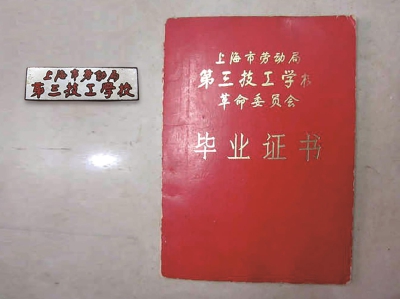 上海市劳动局
第三技工学校
上海市劳动局
第三技工学校
革命委员会
毕业证书